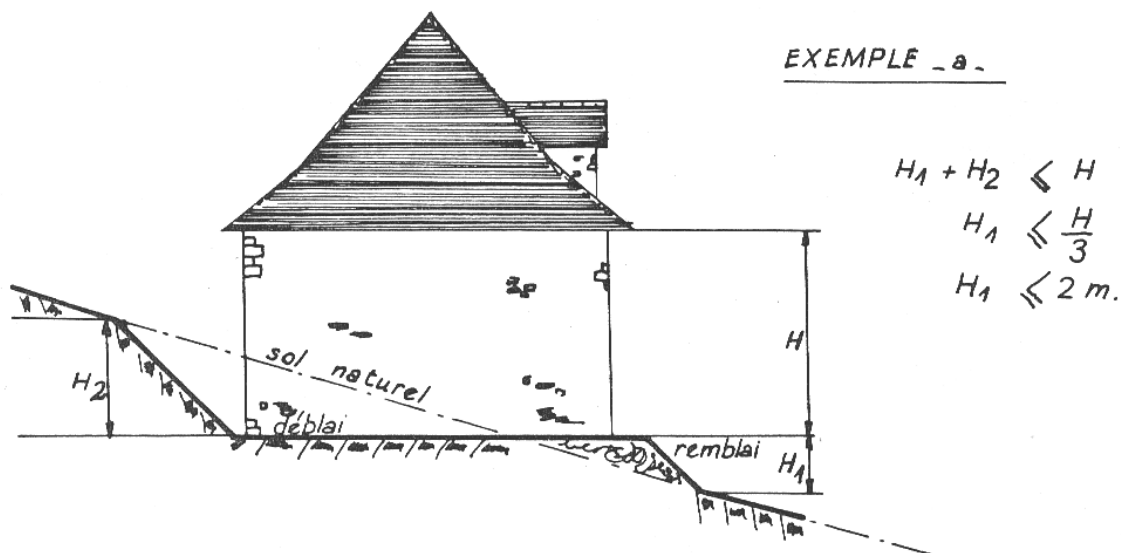 EXEMPLE _a_
H1 + H2 ⩽ H
H1 ⩽ H/3
H1 ⩽ 2 m.
H2
sol naturel
H
déblai
remblai
H1